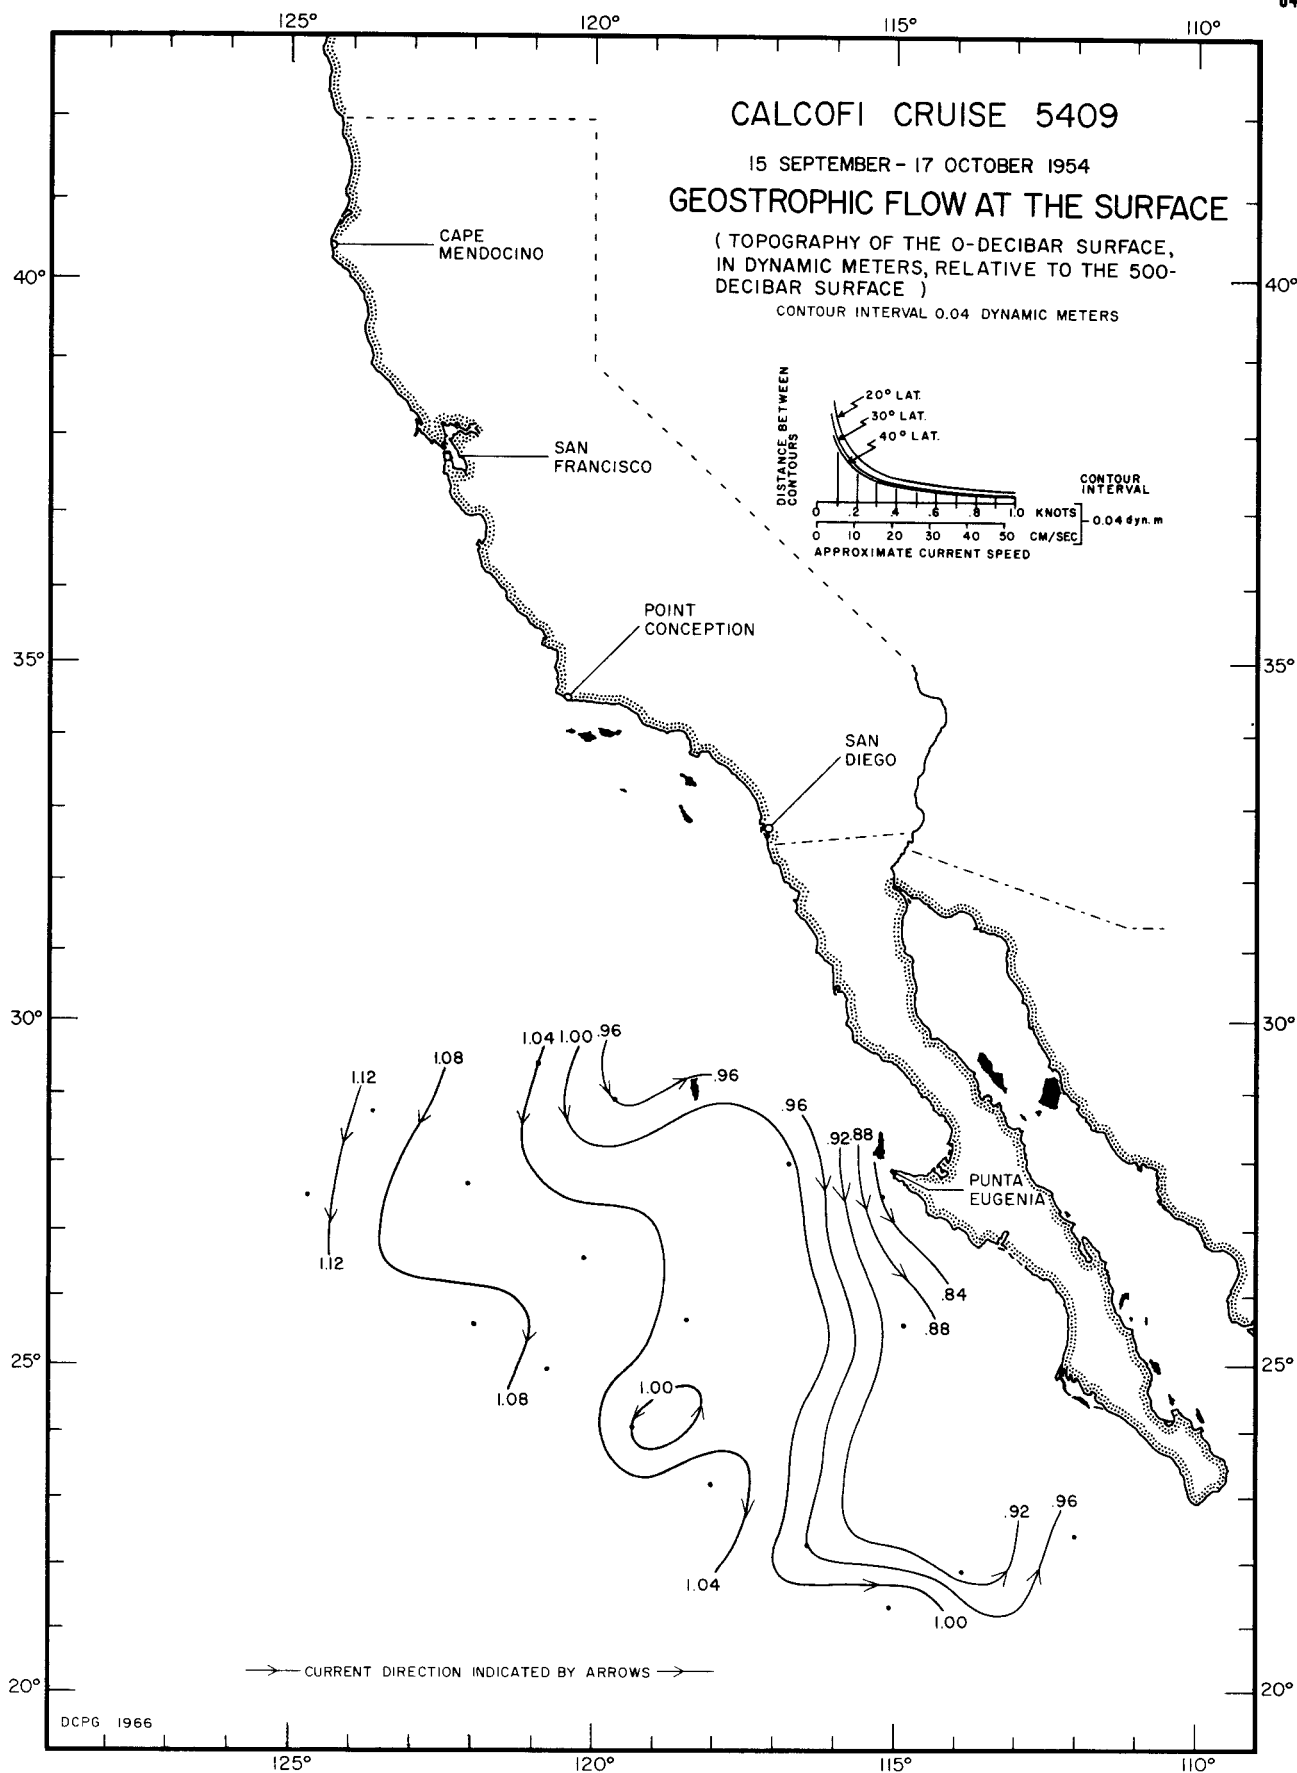 125° 120° 115° 110°
CALCOFI CRUISE 5409
15 SEPTEMBER - 17 OCTOBER 1954
GEOSTROPHIC FLOW AT THE SURFACE
( TOPOGRAPHY OF THE O-DECIBAR SURFACE,
IN DYNAMIC METERS, RELATIVE TO THE 500-
DECIBAR SURFACE )
CONTOUR INTERVAL 0.04 DYNAMIC METERS
CAPE
MENDOCINO
40° 40°
DISTANCE BETWEEN
CONTOURS
20° LAT.
30° LAT.
40° LAT.
SAN
FRANCISCO
CONTOUR
INTERVAL
0 .2 .4 .6 .8 1.0 KNOTS
0.04 dyn. m
0 10 20 30 40 50 CM/SEC
APPROXIMATE CURRENT SPEED
POINT
CONCEPTION
35° 35°
SAN
DIEGO
30° 30°
1.12 1.08 1.04 1.00 .96
.96
.96 .92 .88
PUNTA
EUGENIA
1.12
.84
.88
25° 25°
1.08
1.00
1.04
.92 .96
1.00
CURRENT DIRECTION INDICATED BY ARROWS
20° 20°
DCPG 1966
125° 120° 115° 110°